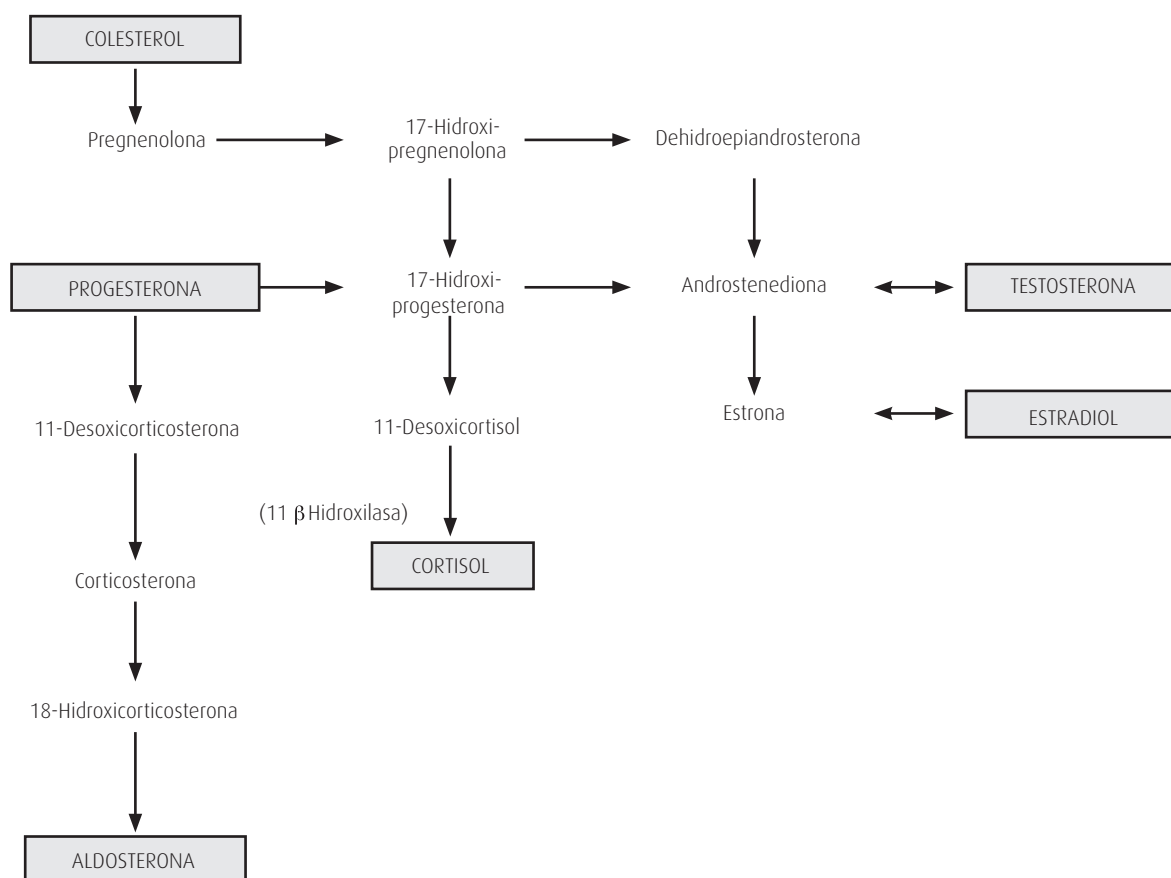 COLESTEROL
Pregnenolona
17-Hidroxi-
pregnenolona
Dehidroepiandrosterona
PROGESTERONA
17-Hidroxi-
progesterona
Androstenediona
TESTOSTERONA
11-Desoxicorticosterona
11-Desoxicortisol
Estrona
ESTRADIOL
(11 β Hidroxilasa)
CORTISOL
Corticosterona
18-Hidroxicorticosterona
ALDOSTERONA